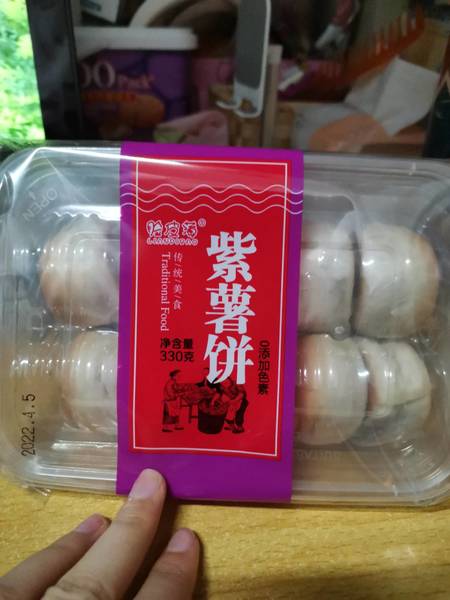 OPEN
LIANGSUAO
®
传/统/美/食
Traditional Food
紫薯饼
净含量
330克
0添加色素
2022.4.5